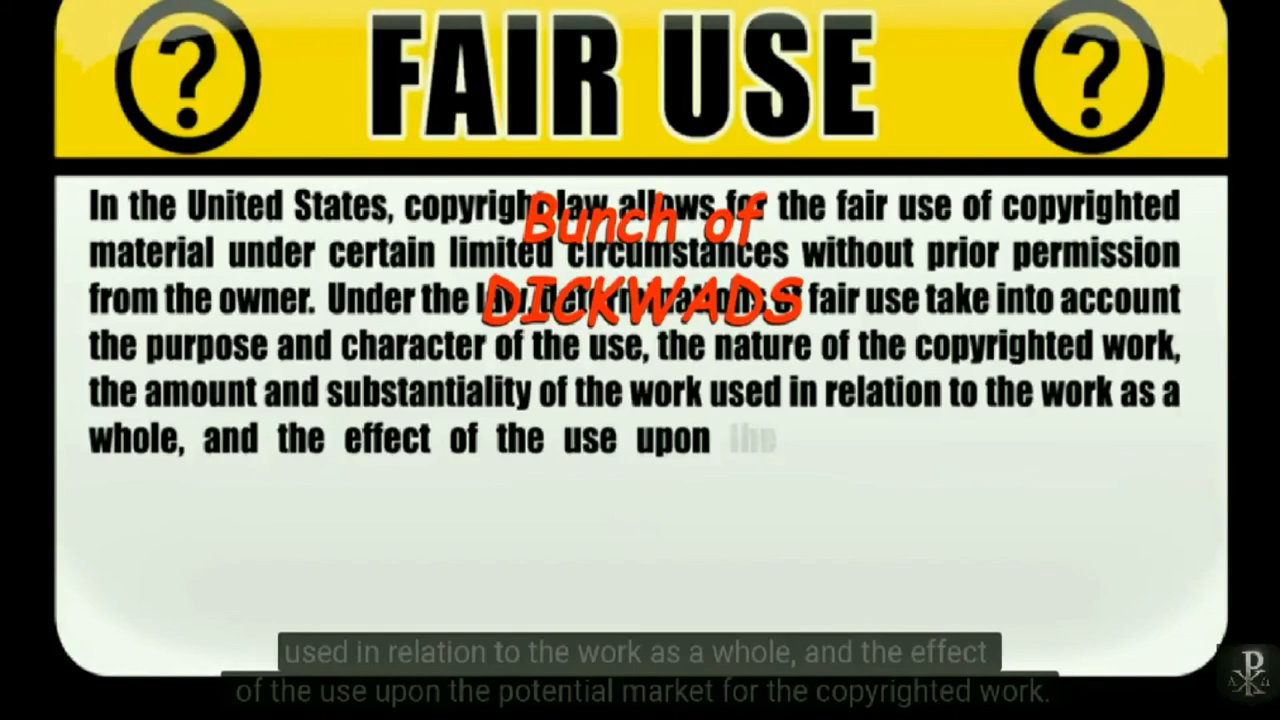 ? FAIR USE ?
In the United States, copyright law allows for the fair use of copyrighted
Bunch of
material under certain limited circumstances without prior permission
from the owner. Under the law, determinations of fair use take into account
DICKWADS
the purpose and character of the use, the nature of the copyrighted work,
the amount and substantiality of the work used in relation to the work as a
whole, and the effect of the use upon the
used in relation to the work as a whole, and the effect
of the use upon the potential market for the copyrighted work.